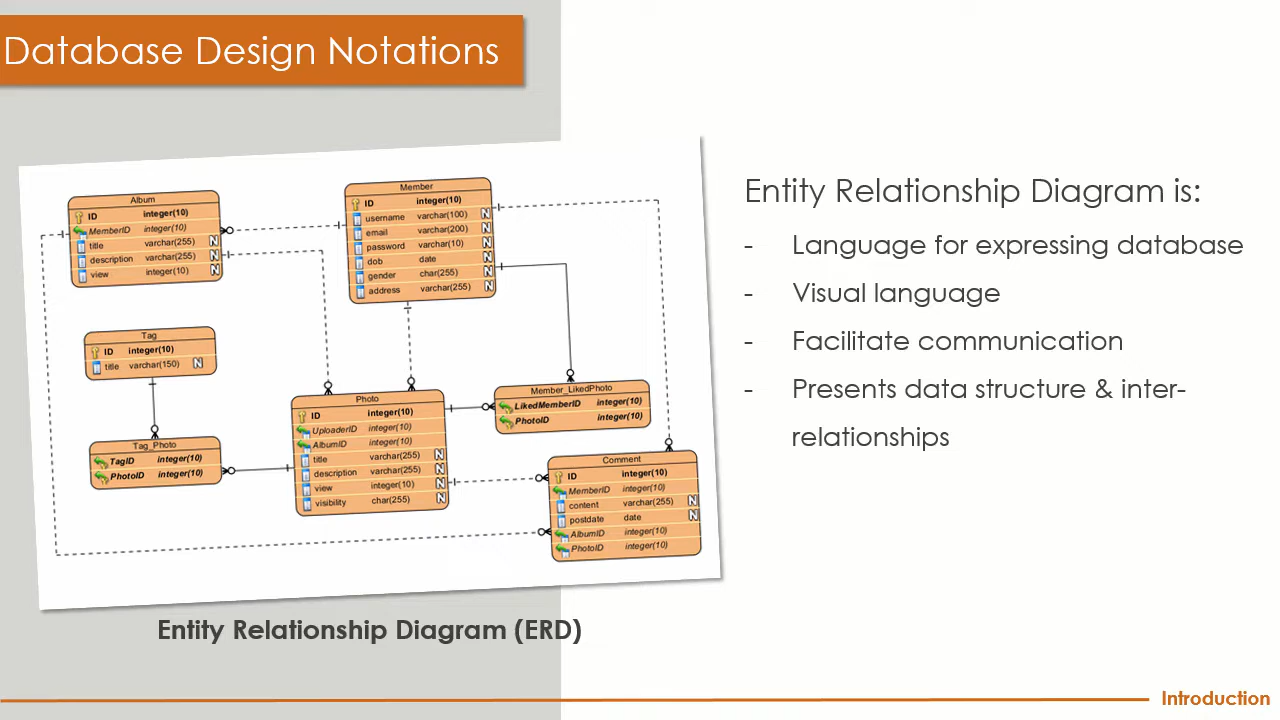 Database Design Notations
Album
ID integer(10)
MemberID integer(10)
title varchar(255) N
description varchar(255) N
view integer(10) N
Member
ID integer(10)
username varchar(100) N
email varchar(200) N
password varchar(10) N
dob date N
gender char(255) N
address varchar(255) N
Tag
ID integer(10)
title varchar(150) N
Tag_Photo
TagID integer(10)
PhotoID integer(10)
Photo
ID integer(10)
UploaderID integer(10)
AlbumID integer(10)
title varchar(255) N
description varchar(255) N
view integer(10) N
visibility char(255) N
Member_LikedPhoto
LikedMemberID integer(10)
PhotoID integer(10)
Comment
ID integer(10)
MemberID integer(10)
content varchar(255) N
postdate date N
AlbumID integer(10)
PhotoID integer(10)
Entity Relationship Diagram (ERD)
Entity Relationship Diagram is:
- Language for expressing database
- Visual language
- Facilitate communication
- Presents data structure & inter-
relationships
Introduction